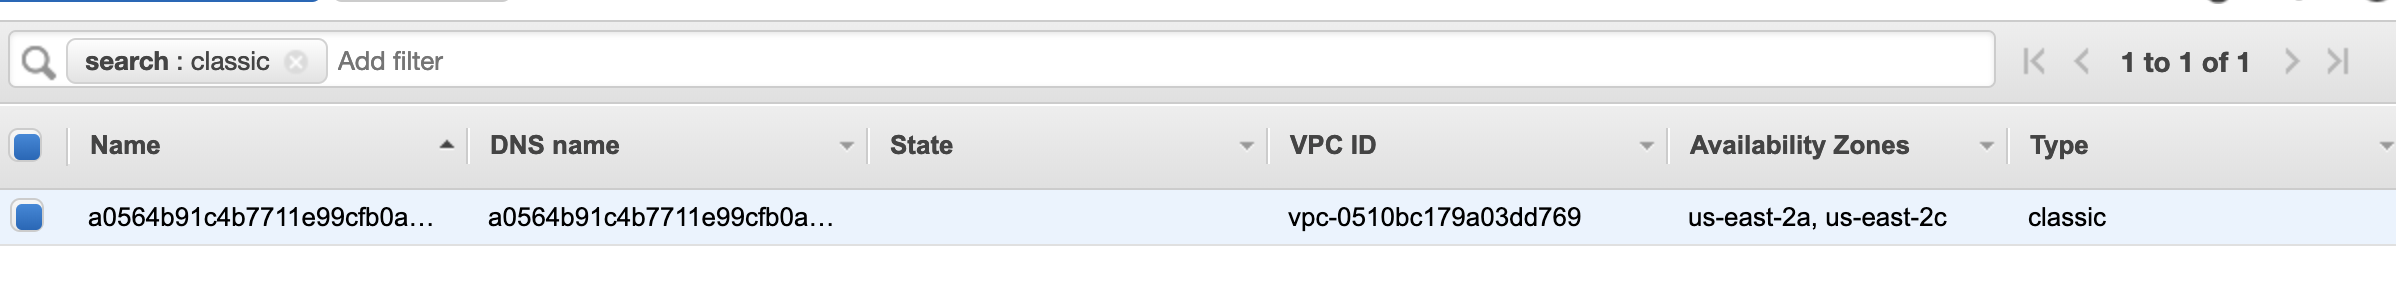 search : classic Add filter 1 to 1 of 1
Name DNS name State VPC ID Availability Zones Type
a0564b91c4b7711e99cfb0a… a0564b91c4b7711e99cfb0a… vpc-0510bc179a03dd769 us-east-2a, us-east-2c classic